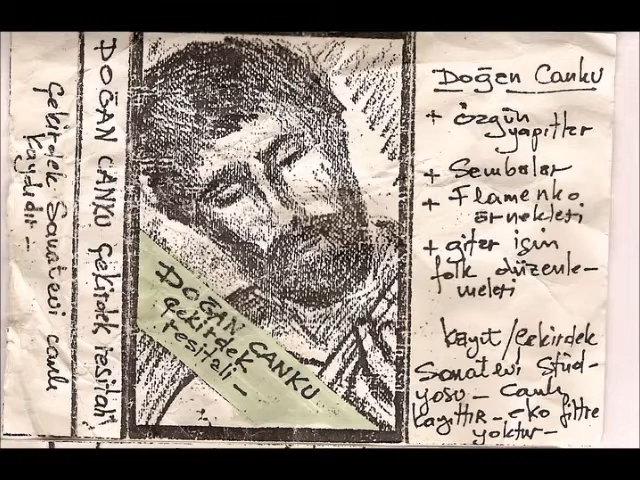 Çekirdek Sanatevi canlı
Kaydıdır —
DOĞAN CANKU Çekirdek resitali
DOĞAN CANKU
Çekirdek
resitali —
Doğan Canku
+ özgün
yapıtlar
+ Sembolar
+ Flamenko
örnekleri
+ gitar için
folk düzenle-
meleri
kayıt/Çekirdek
Sanatevi Stüd-
yosu — canlı
kayıttır — eko filtre
yoktur —